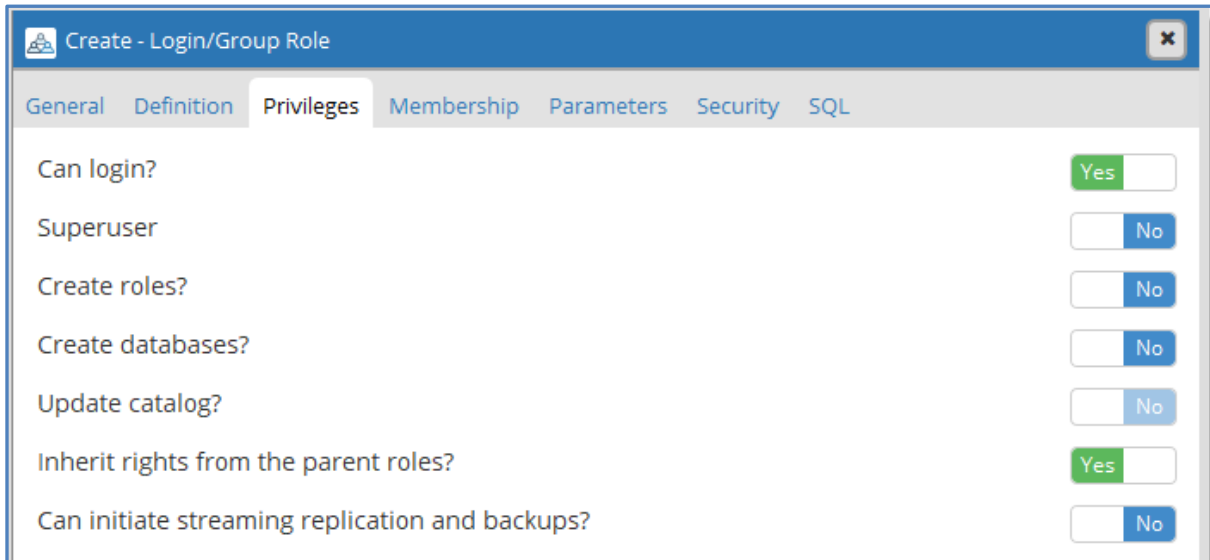 Create - Login/Group Role
General Definition Privileges Membership Parameters Security SQL
Can login? Yes
Superuser No
Create roles? No
Create databases? No
Update catalog? No
Inherit rights from the parent roles? Yes
Can initiate streaming replication and backups? No